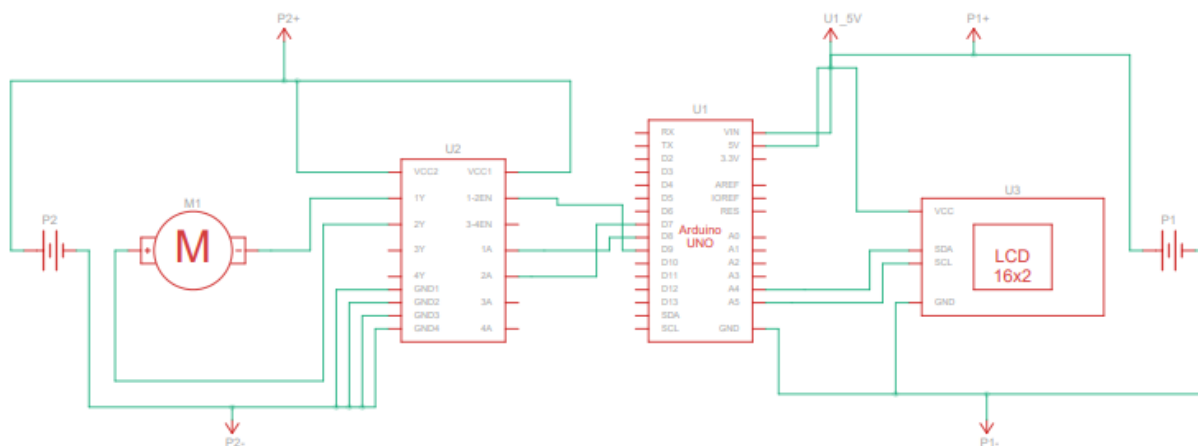 P2+
U1_5V
P1+
U1
RX VIN
TX 5V
D2 3.3V
D3
D4 AREF
D5 IOREF
D6 RES
D7
D8 A0
D9 A1
D10 A2
D11 A3
D12 A4
D13 A5
SDA
SCL GND
Arduino
UNO
U2
VCC2 VCC1
1Y 1-2EN
2Y 3-4EN
3Y 1A
4Y 2A
GND1
GND2 3A
GND3
GND4 4A
M1
M
+ -
P2
U3
VCC
SDA
SCL
GND
LCD
16x2
P1
P2-
P1-